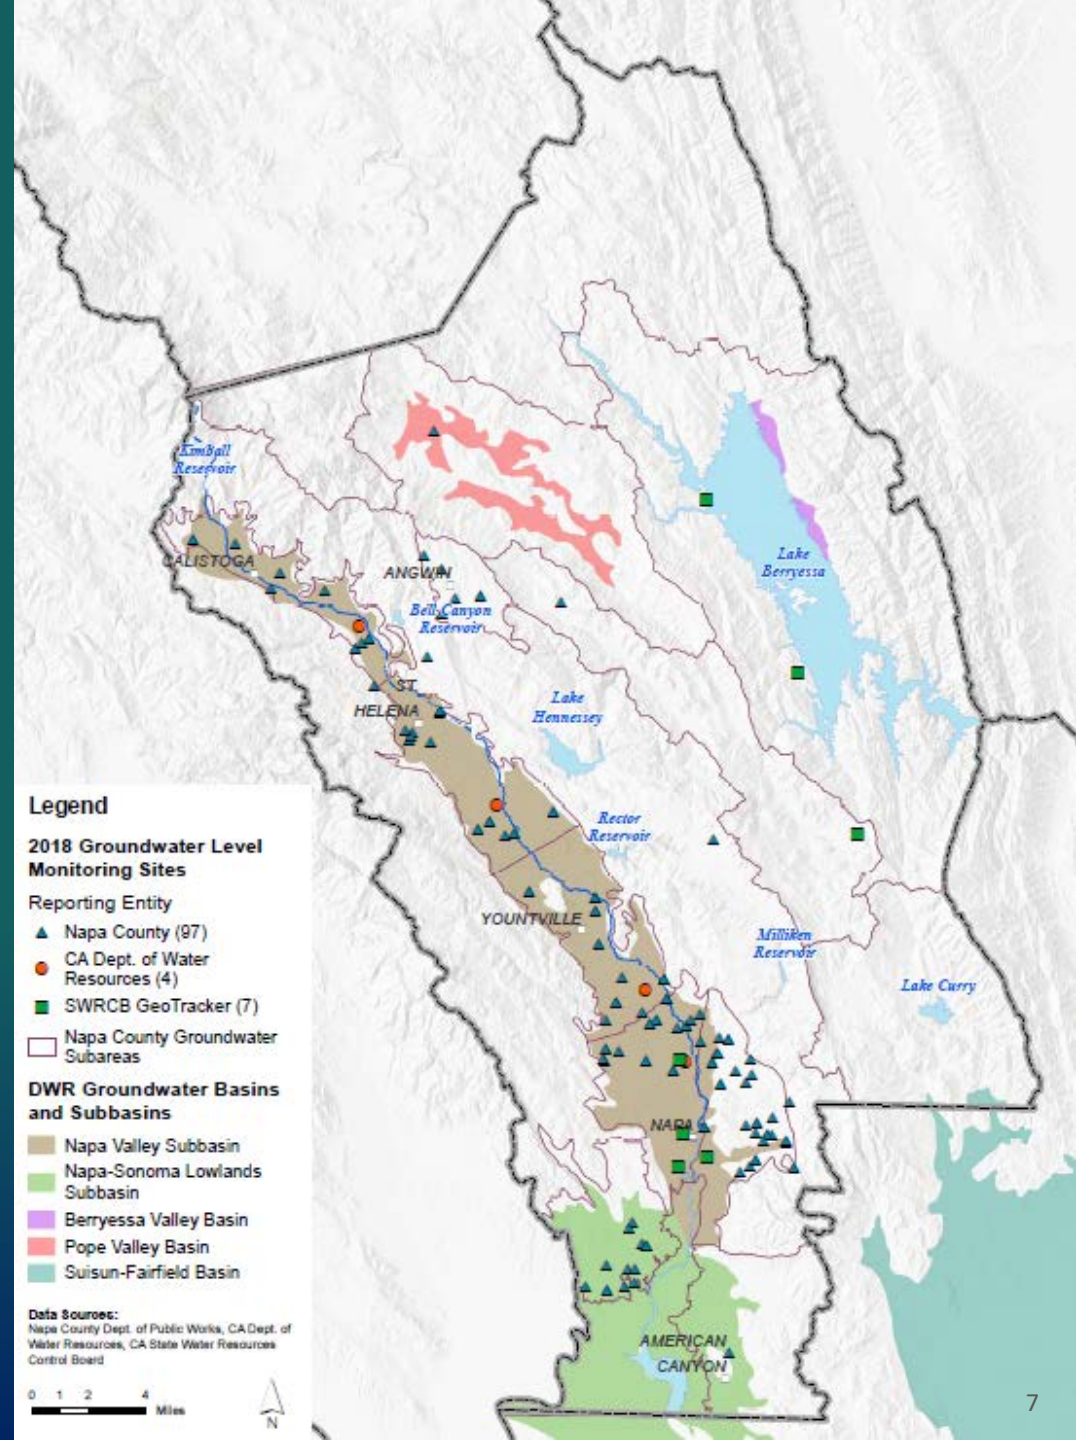 Kimball
Reservoir
CALISTOGA
ANGWIN
Bell Canyon
Reservoir
Lake
Berryessa
ST.
HELENA
Lake
Hennessey
Rector
Reservoir
YOUNTVILLE
Milliken
Reservoir
Lake Curry
NAPA
AMERICAN
CANYON
Legend
2018 Groundwater Level
Monitoring Sites
Reporting Entity
Napa County (97)
CA Dept. of Water
Resources (4)
SWRCB GeoTracker (7)
Napa County Groundwater
Subareas
DWR Groundwater Basins
and Subbasins
Napa Valley Subbasin
Napa-Sonoma Lowlands
Subbasin
Berryessa Valley Basin
Pope Valley Basin
Suisun-Fairfield Basin
Data Sources:
Napa County Dept. of Public Works, CA Dept. of
Water Resources, CA State Water Resources
Control Board
0 1 2 4
Miles
N
7